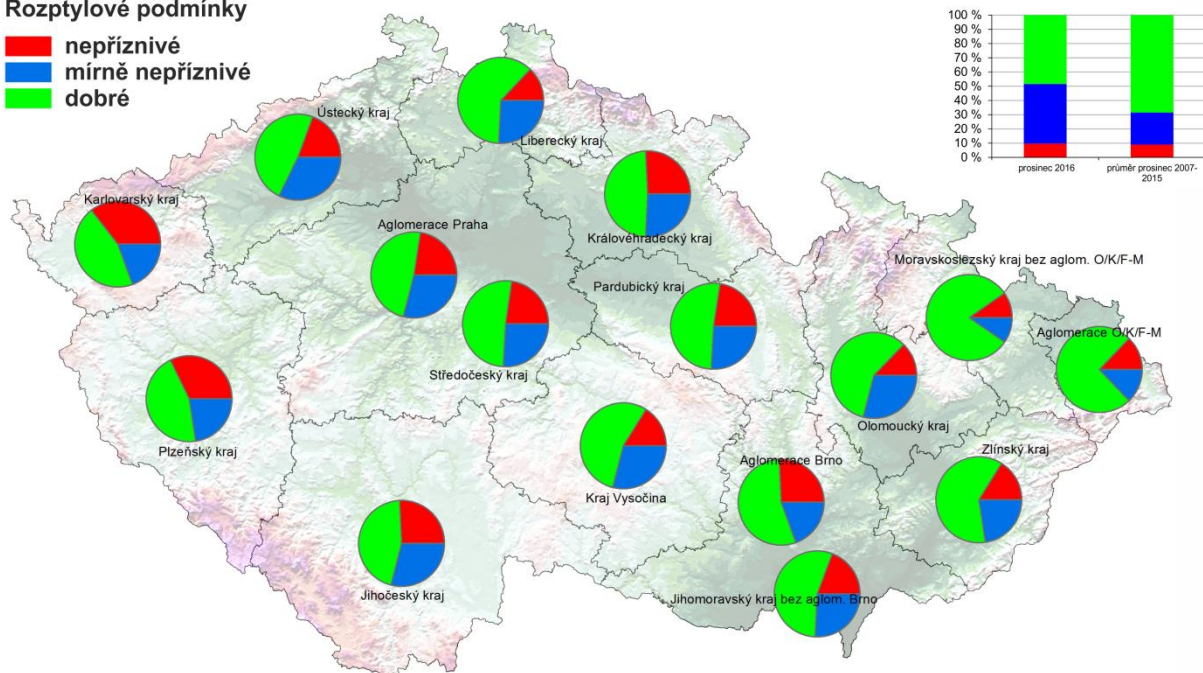 Rozptylové podmínky
nepříznivé
mírně nepříznivé
dobré
100 %
90 %
80 %
70 %
60 %
50 %
40 %
30 %
20 %
10 %
0 %
prosinec 2016
průměr prosinec 2007-
2015
Ústecký kraj
Liberecký kraj
Karlovarský kraj
Aglomerace Praha
Královéhradecký kraj
Moravskoslezský kraj bez aglom. O/K/F-M
Pardubický kraj
Aglomerace O/K/F-M
Středočeský kraj
Olomoucký kraj
Plzeňský kraj
Zlínský kraj
Aglomerace Brno
Kraj Vysočina
Jihočeský kraj
Jihomoravský kraj bez aglom. Brno